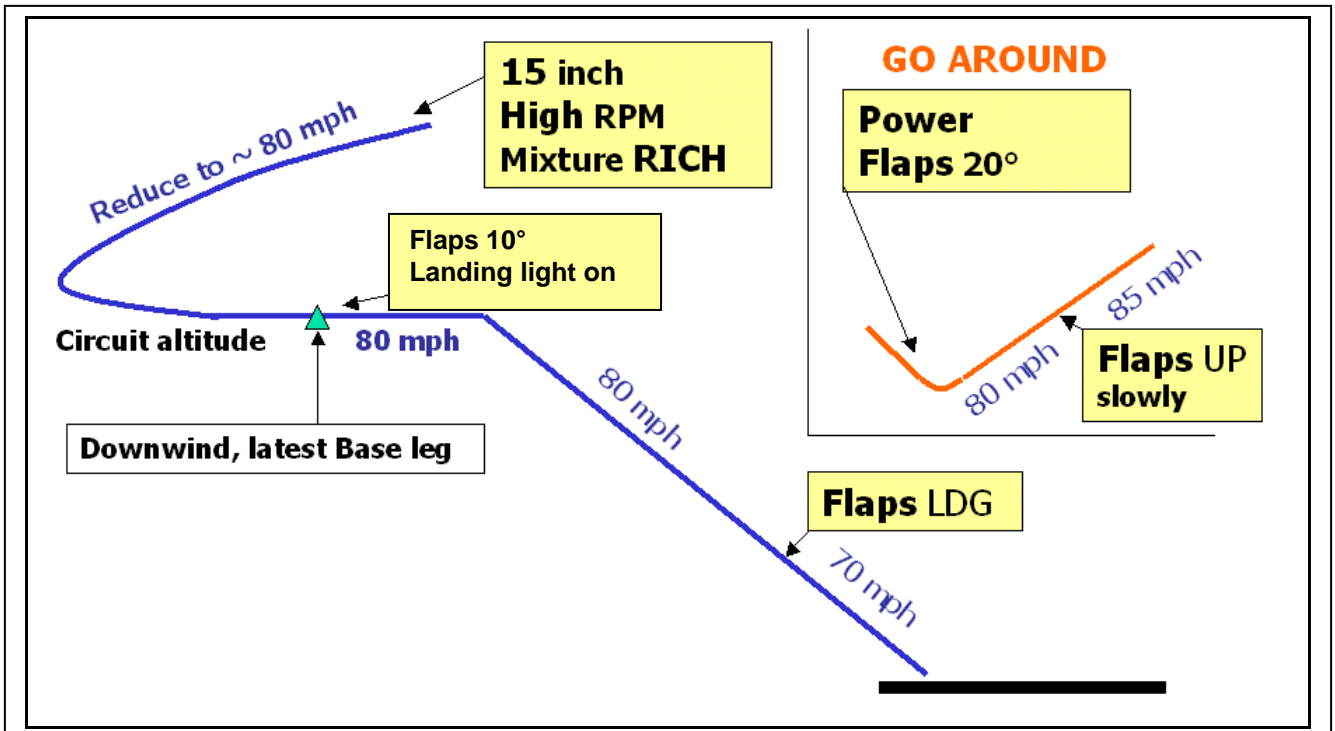 15 inch
High RPM
Mixture RICH
Reduce to ~ 80 mph
Flaps 10°
Landing light on
Circuit altitude
80 mph
Downwind, latest Base leg
80 mph
Flaps LDG
70 mph
GO AROUND
Power
Flaps 20°
80 mph
85 mph
Flaps UP
slowly